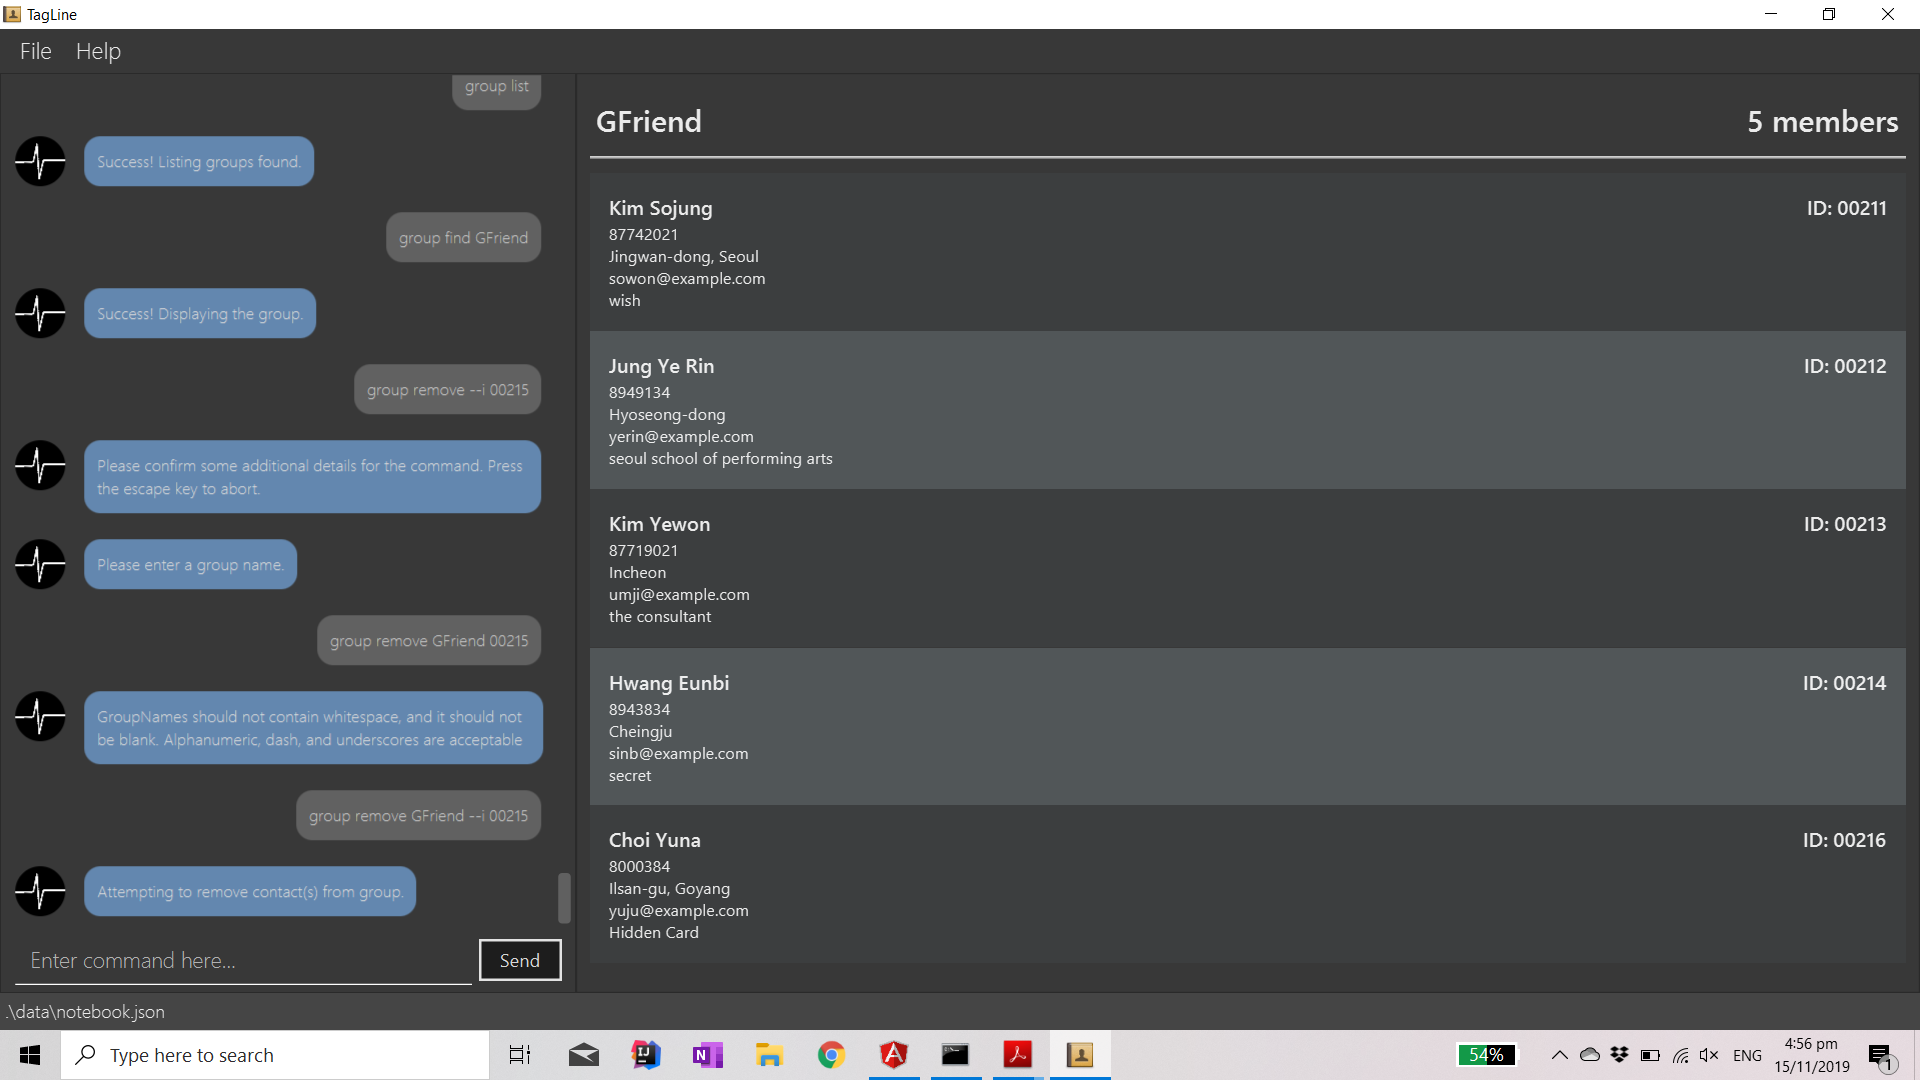 TagLine
File Help
group list
Success! Listing groups found.
group find GFriend
Success! Displaying the group.
group remove --i 00215
Please confirm some additional details for the command. Press
the escape key to abort.
Please enter a group name.
group remove GFriend 00215
GroupNames should not contain whitespace, and it should not
be blank. Alphanumeric, dash, and underscores are acceptable
group remove GFriend --i 00215
Attempting to remove contact(s) from group.
Enter command here...
Send
GFriend
5 members
Kim Sojung
ID: 00211
87742021
Jingwan-dong, Seoul
sowon@example.com
wish
Jung Ye Rin
ID: 00212
8949134
Hyoseong-dong
yerin@example.com
seoul school of performing arts
Kim Yewon
ID: 00213
87719021
Incheon
umji@example.com
the consultant
Hwang Eunbi
ID: 00214
8943834
Cheingju
sinb@example.com
secret
Choi Yuna
ID: 00216
8000384
Ilsan-gu, Goyang
yuju@example.com
Hidden Card
.\data\notebook.json
Type here to search
54%
ENG
4:56 pm
15/11/2019
1